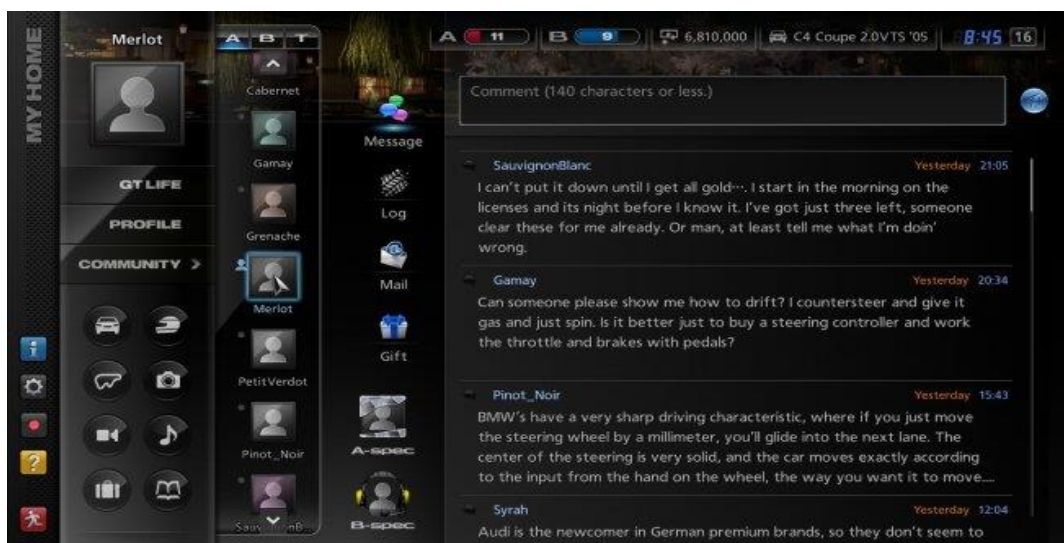 MY HOME
Merlot
GT LIFE
PROFILE
COMMUNITY >
A B T
Cabernet
Gamay
Grenache
Merlot
PetitVerdot
Pinot_Noir
Message
Log
Mail
Gift
A-spec
B-spec
A 11 B 9 6,810,000 C4 Coupe 2.0VTS '05 8:45 16
Comment (140 characters or less.)
SauvignonBlanc Yesterday 21:05
I can't put it down until I get all gold…. I start in the morning on the
licenses and its night before I know it. I've got just three left, someone
clear these for me already. Or man, at least tell me what I'm doin'
wrong.
Gamay Yesterday 20:34
Can someone please show me how to drift? I countersteer and give it
gas and just spin. Is it better just to buy a steering controller and work
the throttle and brakes with pedals?
Pinot_Noir Yesterday 15:43
BMW's have a very sharp driving characteristic, where if you just move
the steering wheel by a millimeter, you'll glide into the next lane. The
center of the steering is very solid, and the car moves exactly according
to the input from the hand on the wheel, the way you want it to move....
Syrah Yesterday 12:04
Audi is the newcomer in German premium brands, so they don't seem to